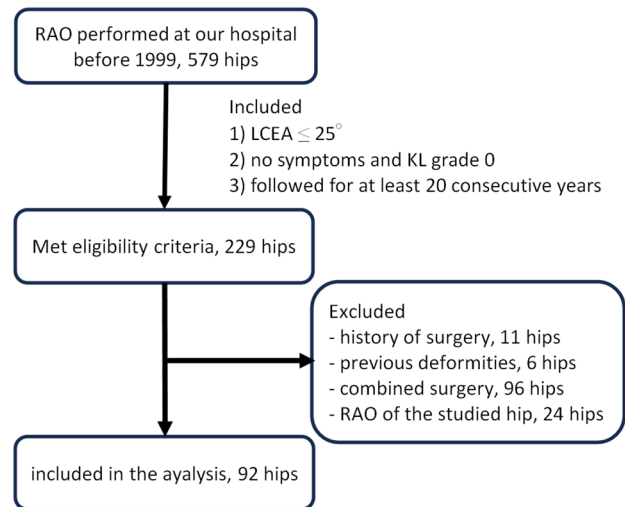 RAO performed at our hospital
before 1999, 579 hips
Included
1) LCEA ≤ 25°
2) no symptoms and KL grade 0
3) followed for at least 20 consecutive years
Met eligibility criteria, 229 hips
Excluded
- history of surgery, 11 hips
- previous deformities, 6 hips
- combined surgery, 96 hips
- RAO of the studied hip, 24 hips
included in the ayalysis, 92 hips